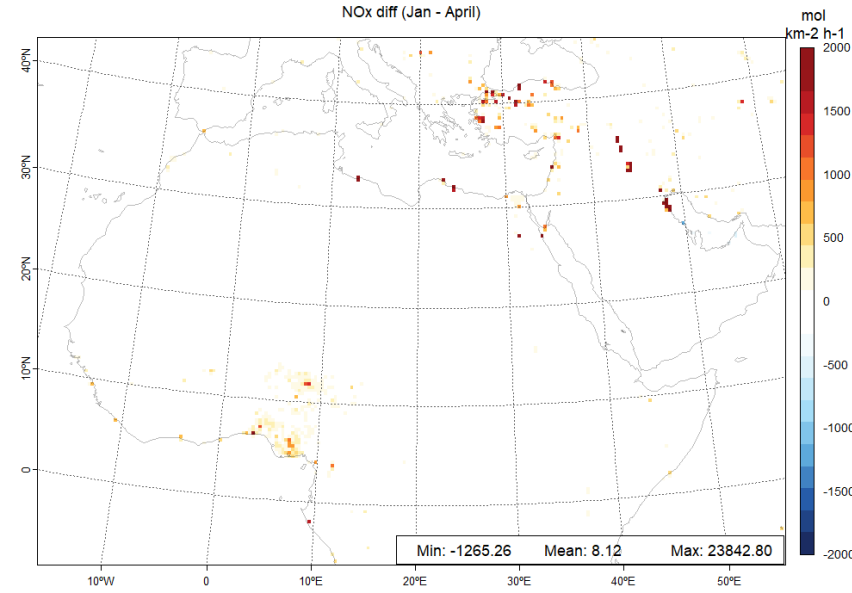 NOx diff (Jan - April)
mol
km-2 h-1
2000
1500
1000
500
0
-500
-1000
-1500
-2000
40ºN
30ºN
20ºN
10ºN
0
Min: -1265.26 Mean: 8.12 Max: 23842.80
10ºW 0 10ºE 20ºE 30ºE 40ºE 50ºE